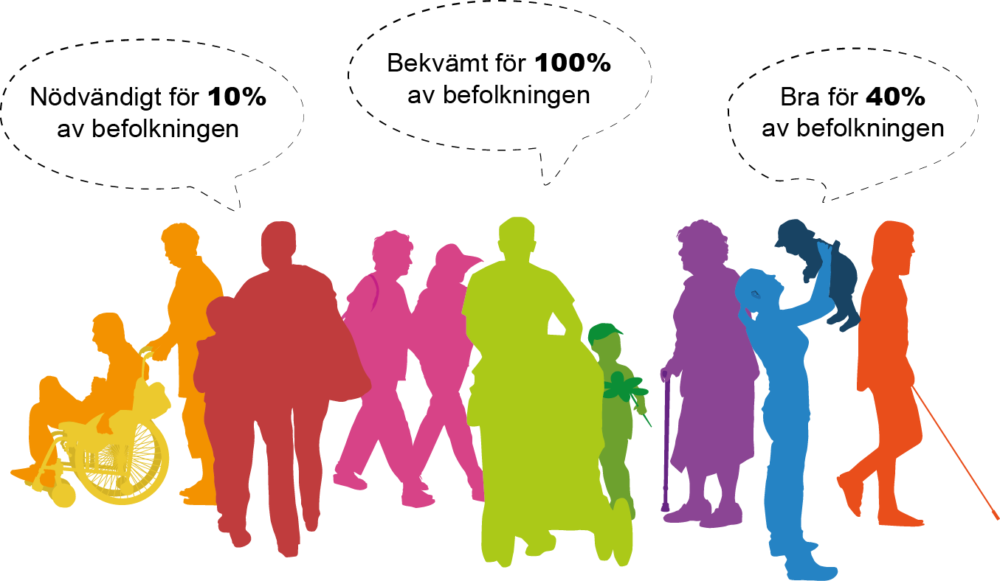 Nödvändigt för 10%
av befolkningen
Bekvämt för 100%
av befolkningen
Bra för 40%
av befolkningen